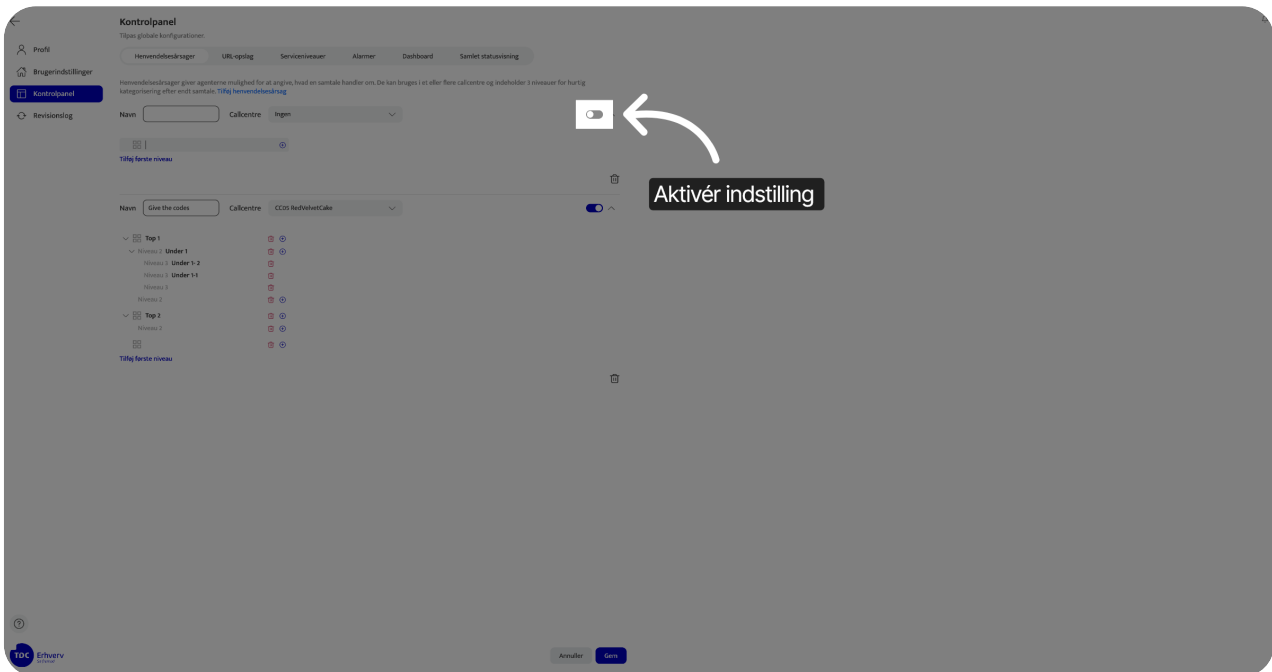 Kontrolpanel
Tilpas globale konfigurationer.
Profil
Brugerindstillinger
Kontrolpanel
Revisionslog
Henvendelsesårsager URL-opslag Serviceniveauer Alarmer Dashboard Samlet statusvisning
Henvendelsesårsager giver agenterne mulighed for at angive, hvad en samtale handler om. De kan bruges i et eller flere callcentre og indeholder 3 niveauer for hurtig
kategorisering efter endt samtale. Tilføj henvendelsesårsag
Navn Callcentre Ingen
Tilføj første niveau
Aktivér indstilling
Navn Give the codes Callcentre CC05 RedVelvetCake
Top 1
Niveau 2 Under 1
Niveau 3 Under 1- 2
Niveau 3 Under 1-1
Niveau 3
Niveau 2
Top 2
Niveau 2
Tilføj første niveau
Annuller Gem
TDC Erhverv